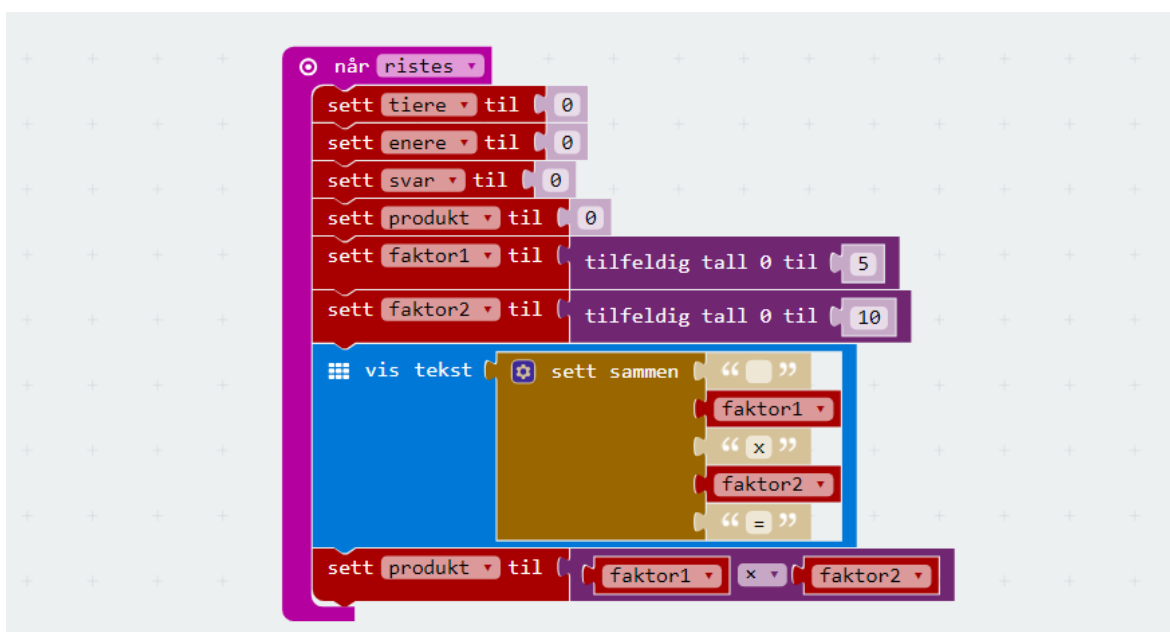 når ristes
sett tiere til 0
sett enere til 0
sett svar til 0
sett produkt til 0
sett faktor1 til tilfeldig tall 0 til 5
sett faktor2 til tilfeldig tall 0 til 10
vis tekst sett sammen “ ”
faktor1
“ x ”
faktor2
“ = ”
sett produkt til faktor1 × faktor2